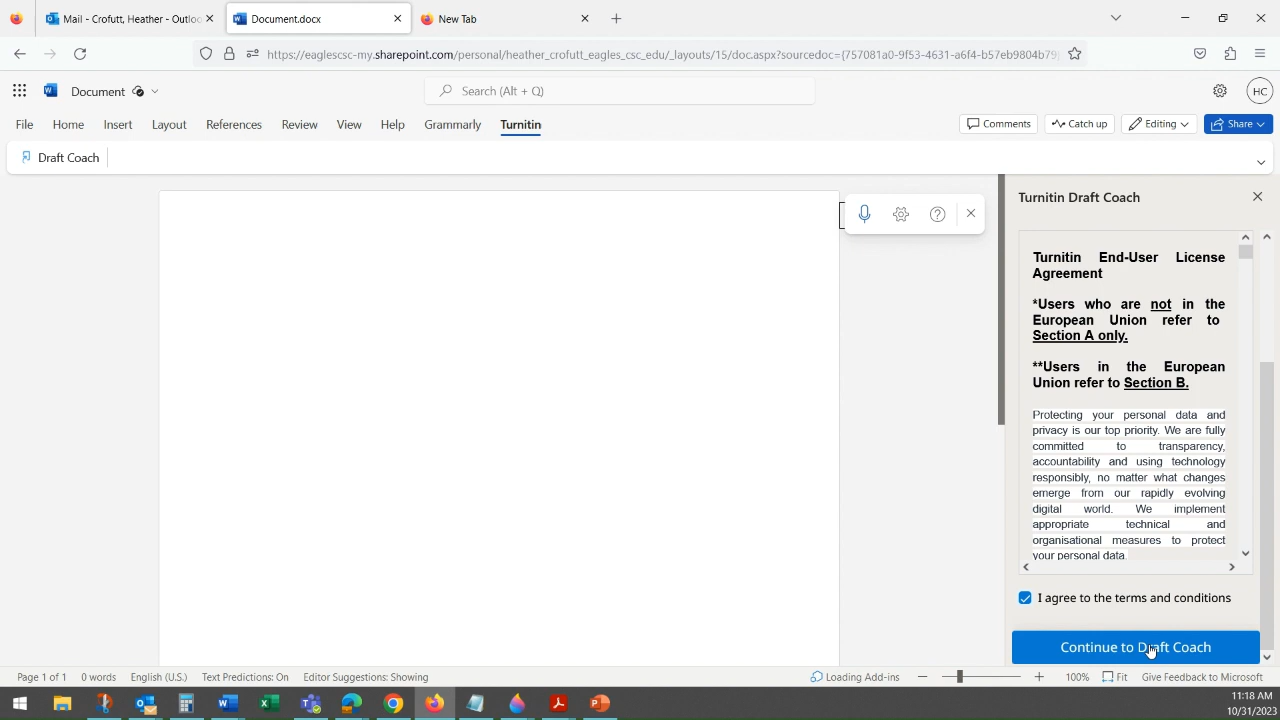 Mail - Crofutt, Heather - Outloo
Document.docx
New Tab
https://eaglescsc-my.sharepoint.com/personal/heather_crofutt_eagles_csc_edu/_layouts/15/doc.aspx?sourcedoc={757081a0-9f53-4631-a6f4-b57eb9804b79
Document
Search (Alt + Q)
HC
File Home Insert Layout References Review View Help Grammarly Turnitin
Comments Catch up Editing Share
Draft Coach
Turnitin Draft Coach
Turnitin End-User License
Agreement
*Users who are not in the
European Union refer to
Section A only.
**Users in the European
Union refer to Section B.
Protecting your personal data and
privacy is our top priority. We are fully
committed to transparency,
accountability and using technology
responsibly, no matter what changes
emerge from our rapidly evolving
digital world. We implement
appropriate technical and
organisational measures to protect
your personal data.
I agree to the terms and conditions
Continue to Draft Coach
Page 1 of 1 0 words English (U.S.) Text Predictions: On Editor Suggestions: Showing Loading Add-ins 100% Fit Give Feedback to Microsoft
11:18 AM
10/31/2023